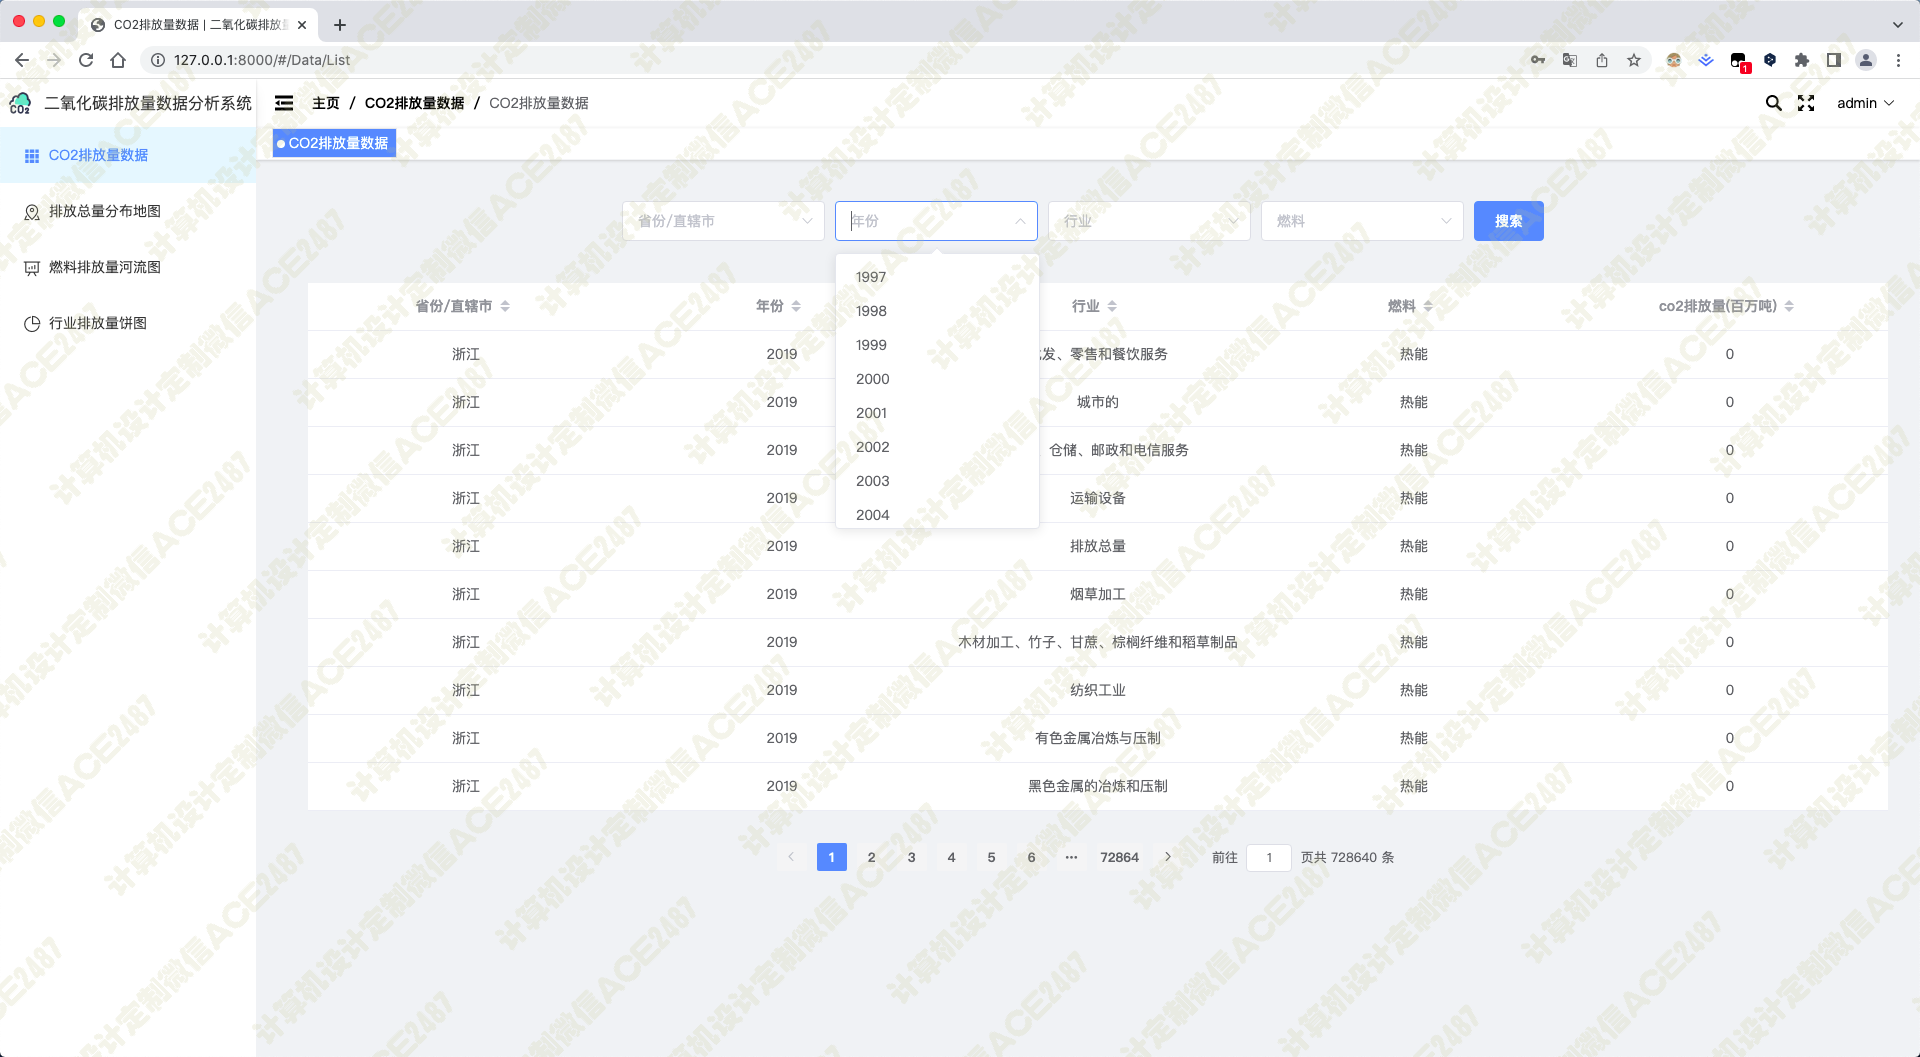 CO2排放量数据 | 二氧化碳排放量
127.0.0.1:8000/#/Data/List
1
CO2
二氧化碳排放量数据分析系统
主页 / CO2排放量数据 / CO2排放量数据
admin
CO2排放量数据
CO2排放量数据
排放总量分布地图
燃料排放量河流图
行业排放量饼图
省份/直辖市 年份 行业 燃料 搜索
1997
1998
1999
2000
2001
2002
2003
2004
省份/直辖市 年份 行业 燃料 co2排放量(百万吨)
浙江 2019 发、零售和餐饮服务 热能 0
浙江 2019 城市的 热能 0
浙江 2019 仓储、邮政和电信服务 热能 0
浙江 2019 运输设备 热能 0
浙江 2019 排放总量 热能 0
浙江 2019 烟草加工 热能 0
浙江 2019 木材加工、竹子、甘蔗、棕榈纤维和稻草制品 热能 0
浙江 2019 纺织工业 热能 0
浙江 2019 有色金属冶炼与压制 热能 0
浙江 2019 黑色金属的冶炼和压制 热能 0
1 2 3 4 5 6 ··· 72864 前往 1 页共 728640 条
计算机设计定制微信ACE2487